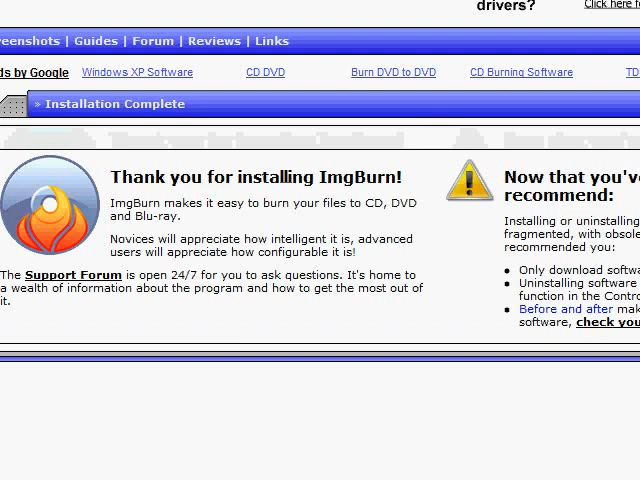 drivers?
Click here
Screenshots | Guides | Forum | Reviews | Links
Ads by Google
Windows XP Software
CD DVD
Burn DVD to DVD
CD Burning Software
TD
» Installation Complete
Thank you for installing ImgBurn!
ImgBurn makes it easy to burn your files to CD, DVD
and Blu-ray.
Novices will appreciate how intelligent it is, advanced
users will appreciate how configurable it is!
The Support Forum is open 24/7 for you to ask questions. It's home to
a wealth of information about the program and how to get the most out of
it.
Now that you've
recommend:
Installing or uninstalling
fragmented, with obsole
recommended you:
• Only download softwa
• Uninstalling software
function in the Contro
• Before and after mak
software, check you